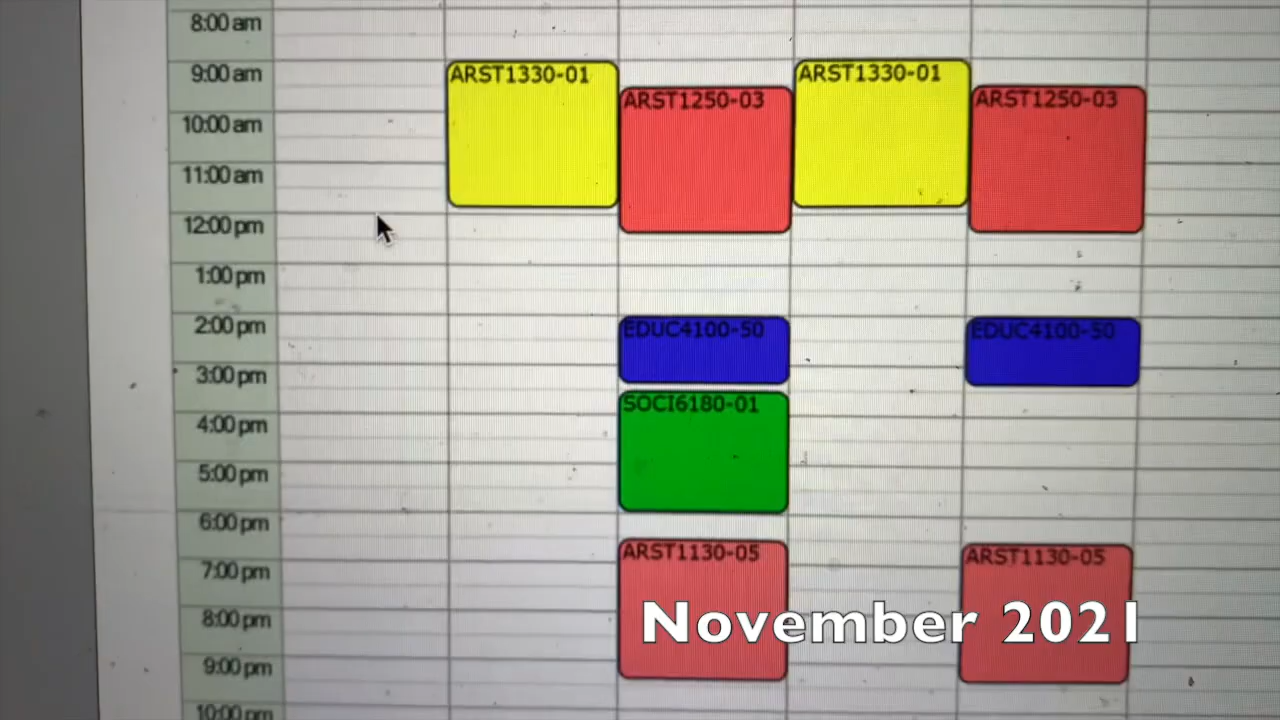 8:00 am
9:00 am
10:00 am
11:00 am
12:00 pm
1:00 pm
2:00 pm
3:00 pm
4:00 pm
5:00 pm
6:00 pm
7:00 pm
8:00 pm
9:00 pm
10:00 pm
ARST1330-01
ARST1250-03
ARST1330-01
ARST1250-03
EDUC4100-50
EDUC4100-50
SOCI6180-01
ARST1130-05
ARST1130-05
November 2021